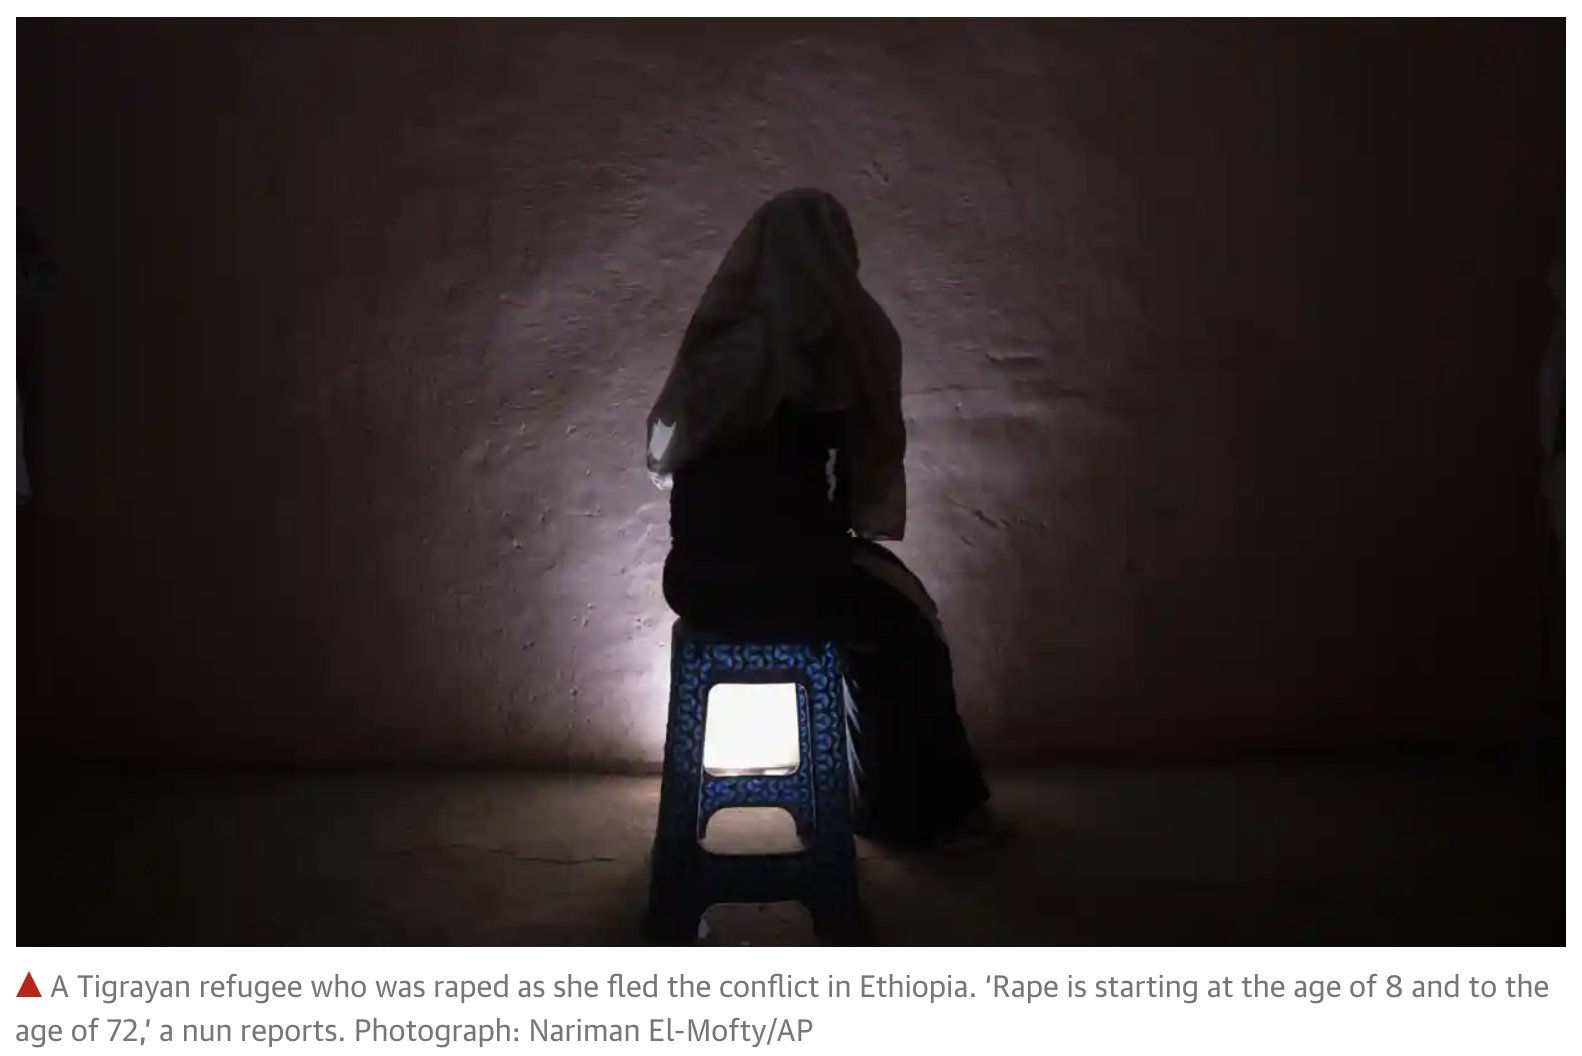 A Tigrayan refugee who was raped as she fled the conflict in Ethiopia. ‘Rape is starting at the age of 8 and to the
age of 72,’ a nun reports. Photograph: Nariman El-Mofty/AP